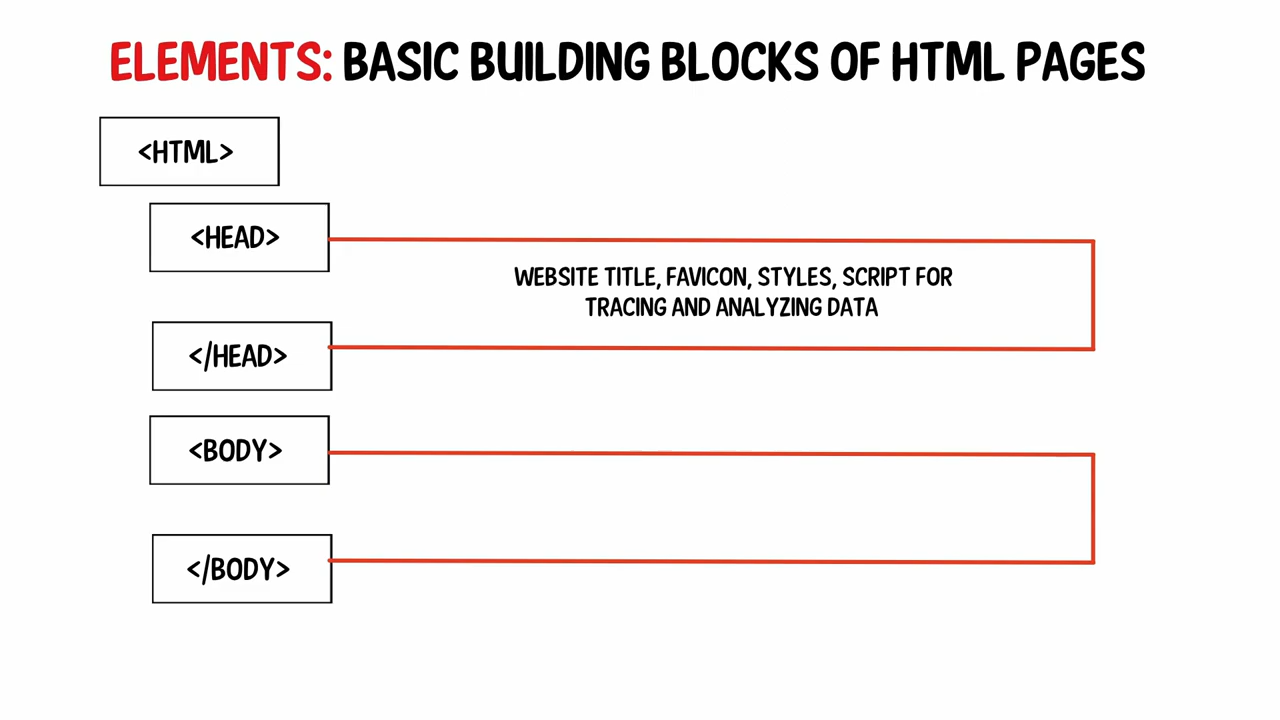 ELEMENTS: BASIC BUILDING BLOCKS OF HTML PAGES
<HTML>
<HEAD>
WEBSITE TITLE, FAVICON, STYLES, SCRIPT FOR
TRACING AND ANALYZING DATA
</HEAD>
<BODY>
</BODY>